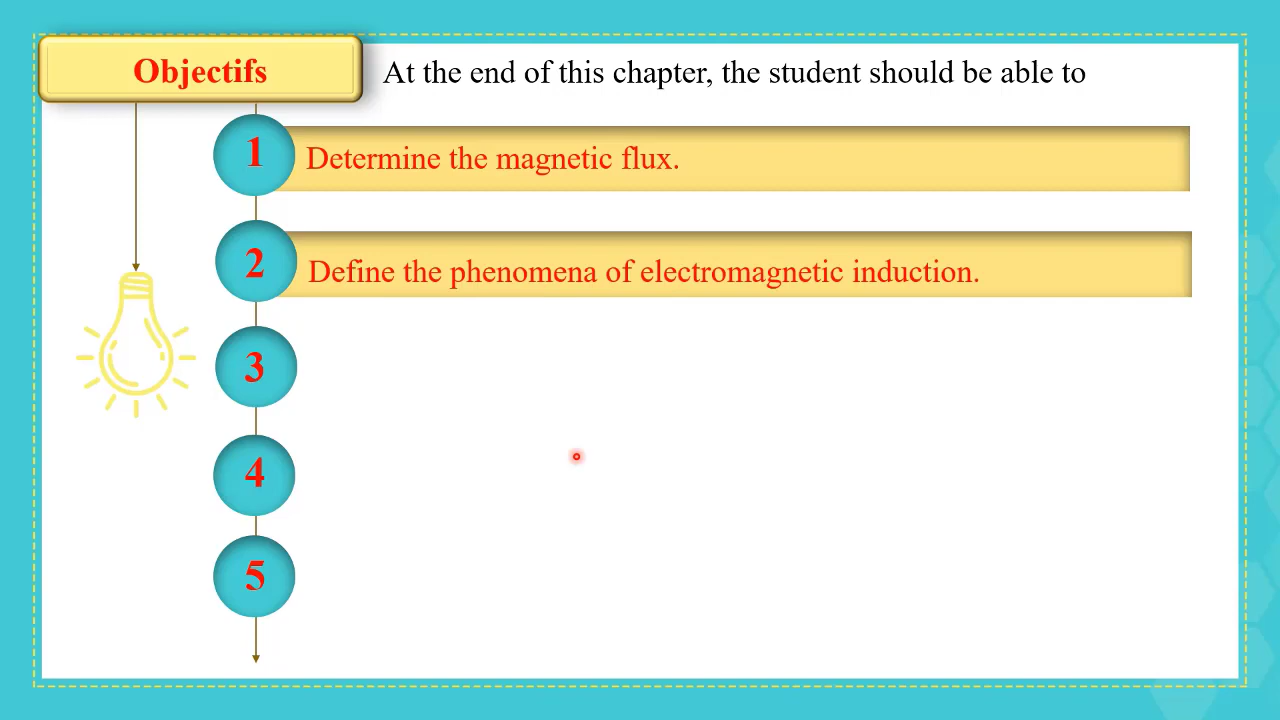 Objectifs
At the end of this chapter, the student should be able to
1
Determine the magnetic flux.
2
Define the phenomena of electromagnetic induction.
3
4
5